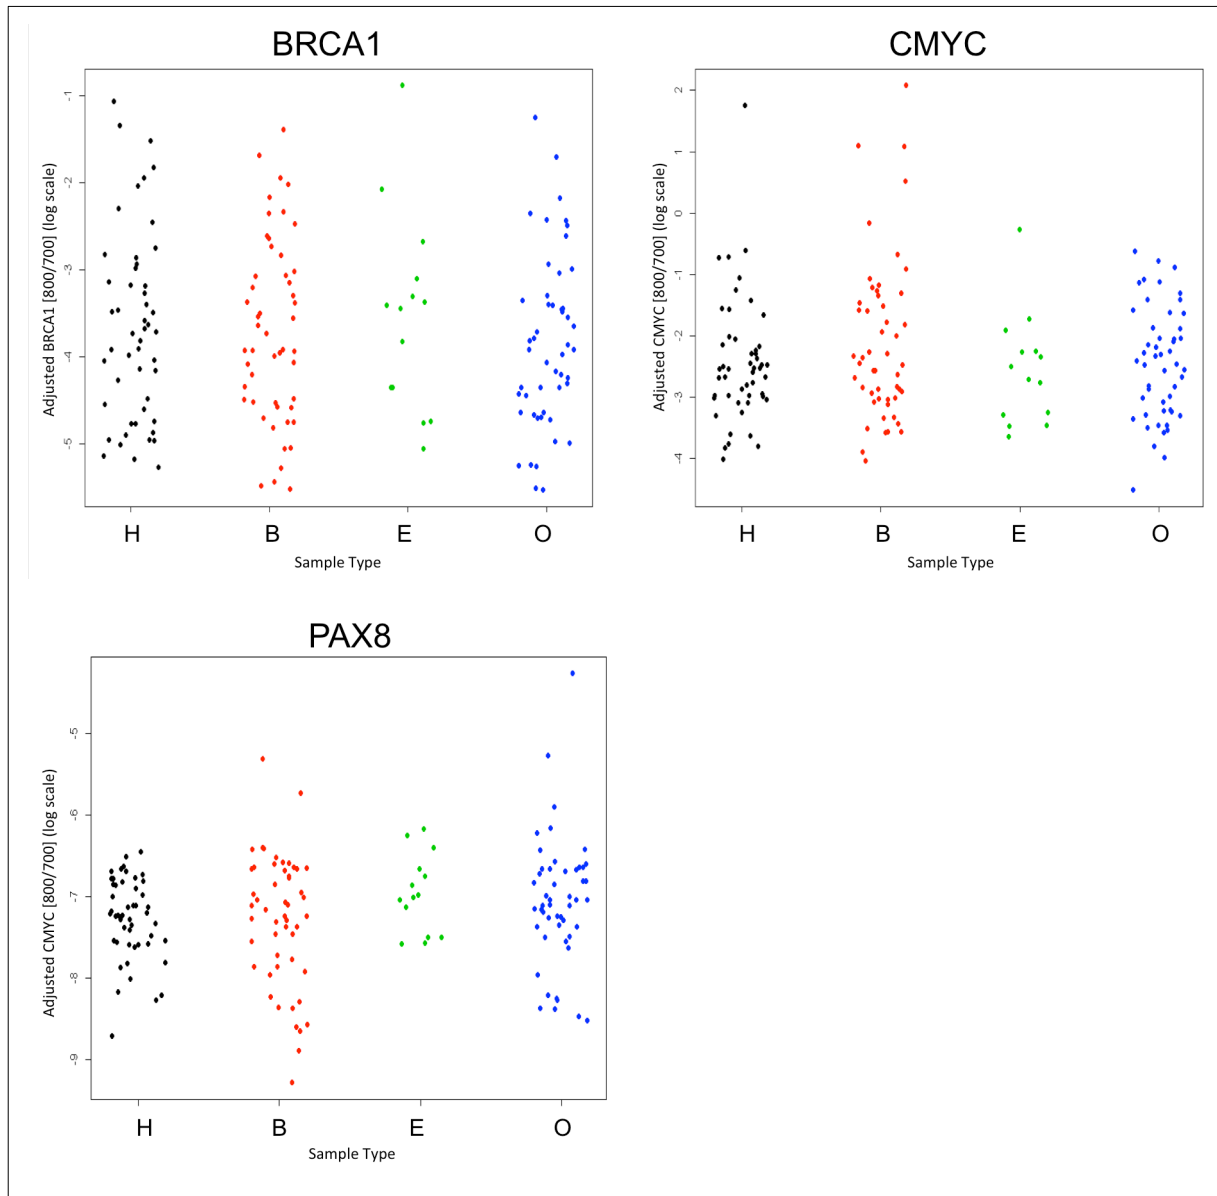 BRCA1
Adjusted BRCA1 [800/700] (log scale)
-1
-2
-3
-4
-5
H B E O
Sample Type
CMYC
Adjusted CMYC [800/700] (log scale)
2
1
0
-1
-2
-3
-4
H B E O
Sample Type
PAX8
Adjusted CMYC [800/700] (log scale)
-5
-6
-7
-8
-9
H B E O
Sample Type